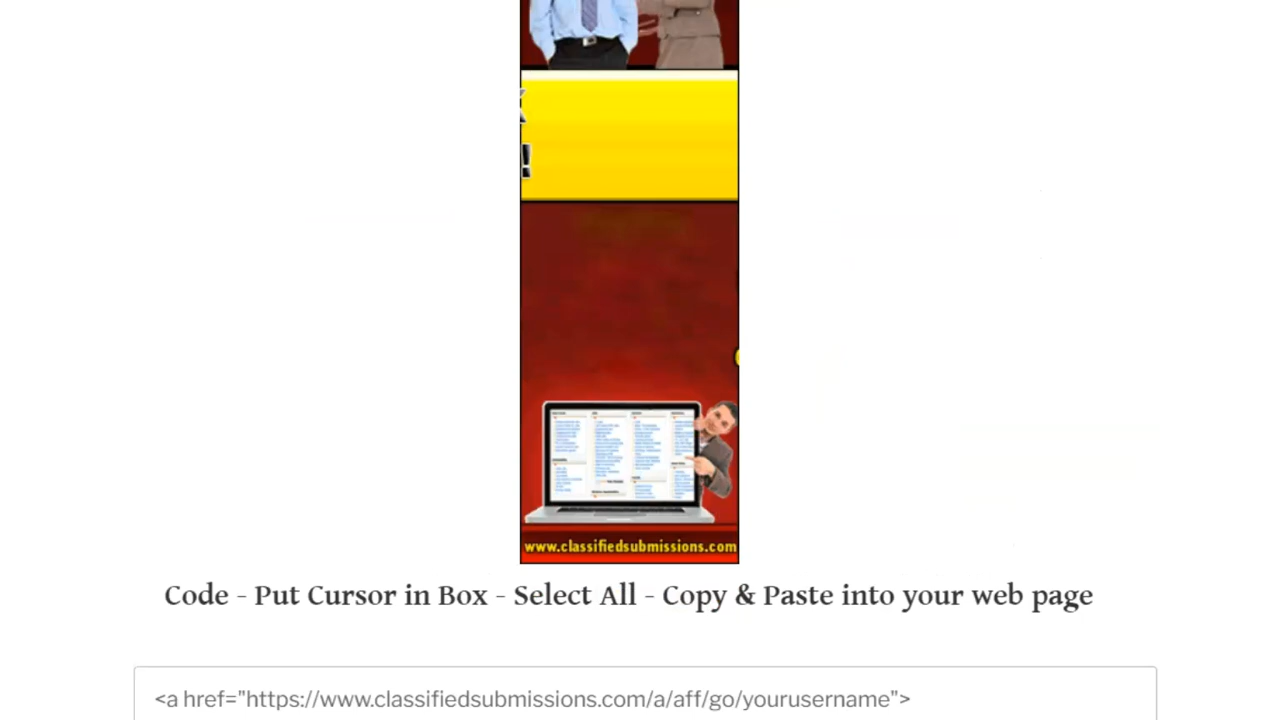 !
www.classifiedsubmissions.com
Code - Put Cursor in Box - Select All - Copy & Paste into your web page
<a href="https://www.classifiedsubmissions.com/a/aff/go/yourusername">